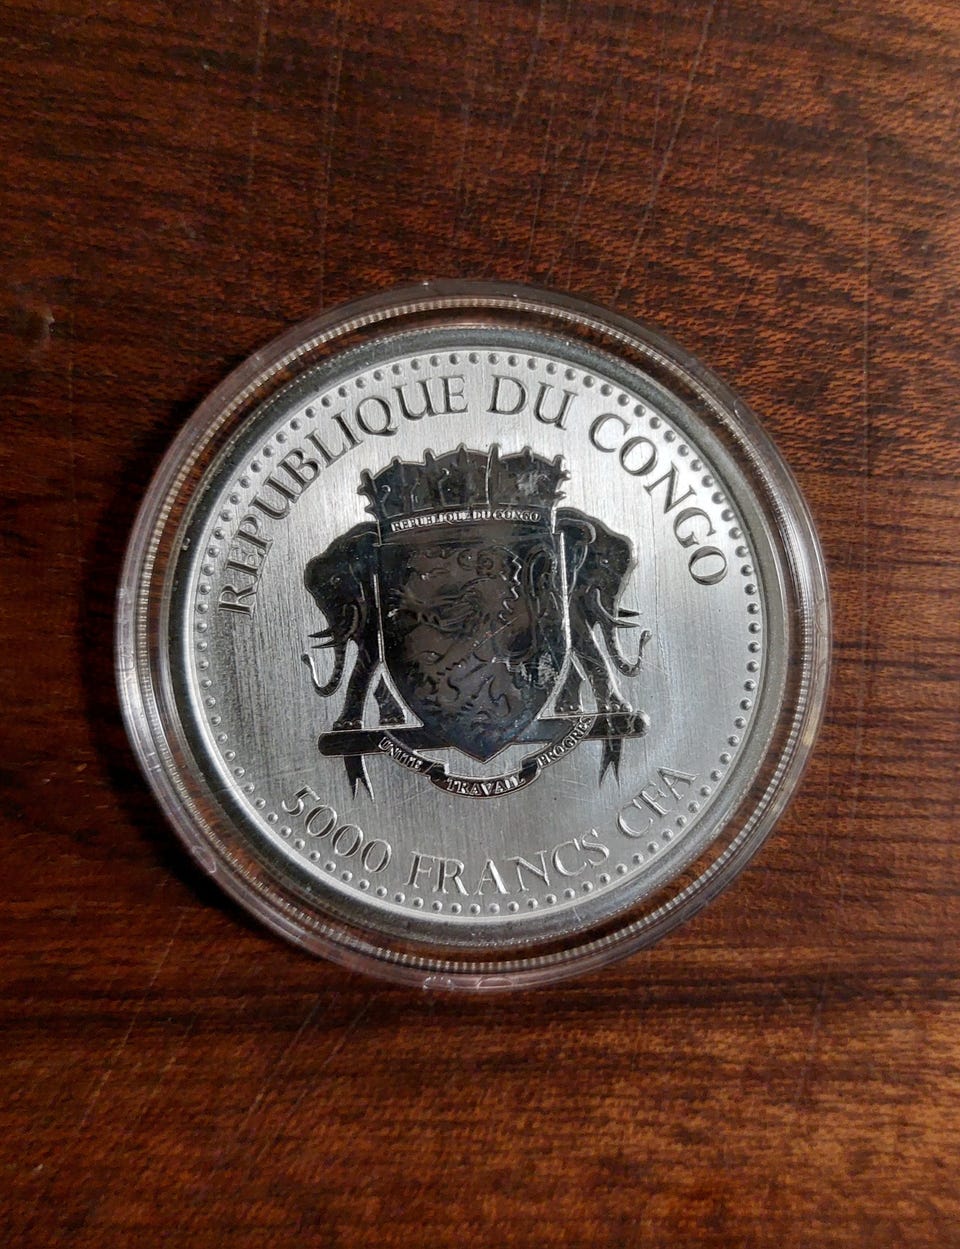 REPUBLIQUE DU CONGO
REPUBLIQUE DU CONGO
UNITE TRAVAIL PROGRES
5000 FRANCS CFA